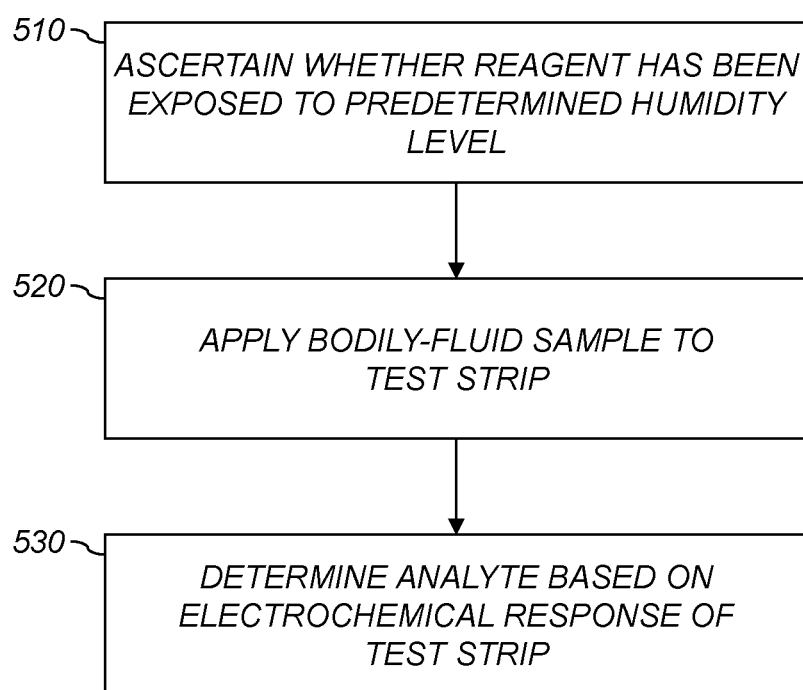 510
ASCERTAIN WHETHER REAGENT HAS BEEN
EXPOSED TO PREDETERMINED HUMIDITY
LEVEL
520
APPLY BODILY-FLUID SAMPLE TO
TEST STRIP
530
DETERMINE ANALYTE BASED ON
ELECTROCHEMICAL RESPONSE OF
TEST STRIP